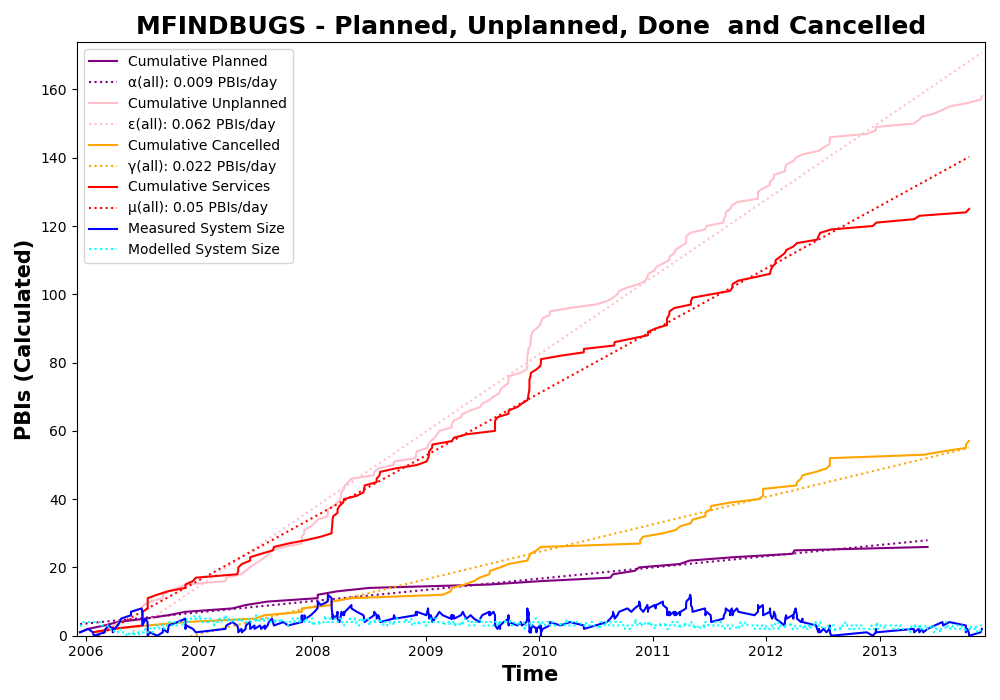 MFINDBUGS - Planned, Unplanned, Done  and Cancelled
Cumulative Planned
α(all): 0.009 PBIs/day
Cumulative Unplanned
ε(all): 0.062 PBIs/day
Cumulative Cancelled
γ(all): 0.022 PBIs/day
Cumulative Services
μ(all): 0.05 PBIs/day
Measured System Size
Modelled System Size
PBIs (Calculated)
160
140
120
100
80
60
40
20
0
2006 2007 2008 2009 2010 2011 2012 2013
Time